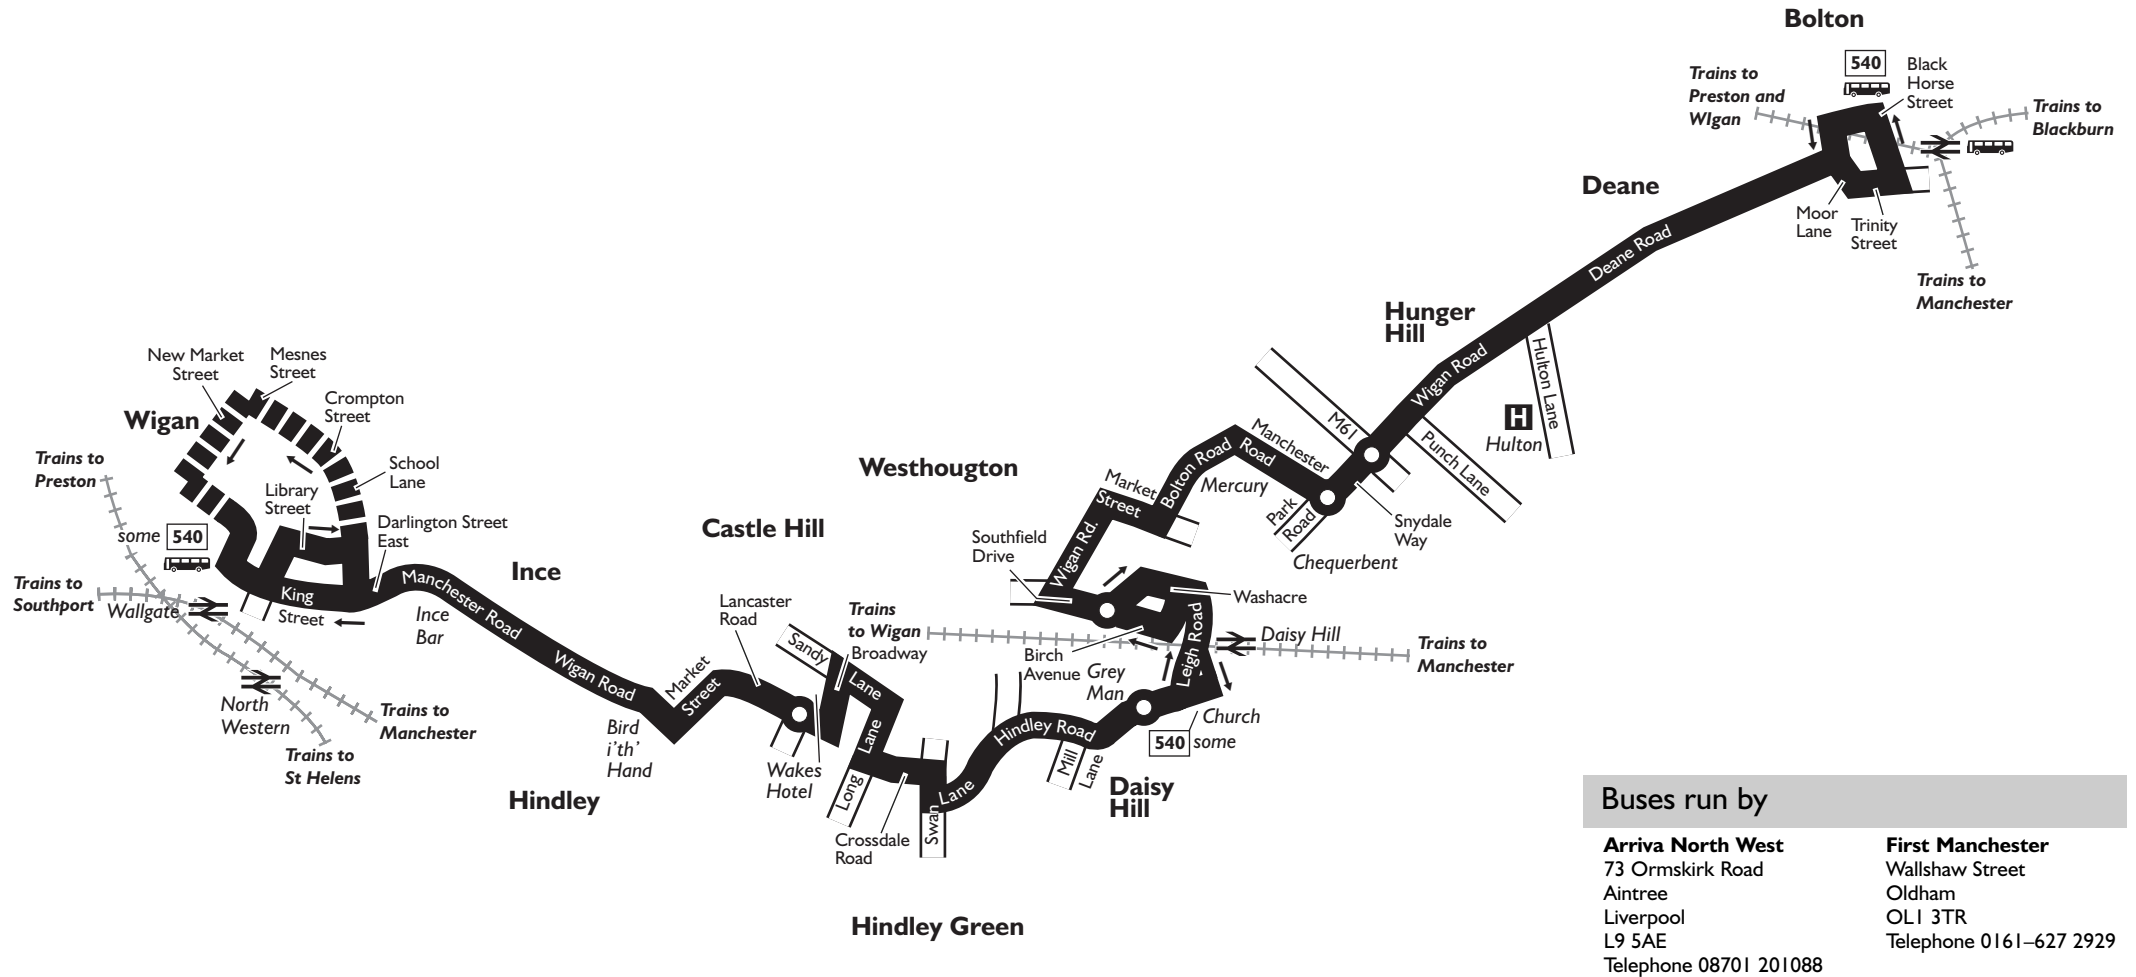 Bolton
540
Black
Horse
Street
Trains to
Preston and
WIgan
Trains to
Blackburn
Deane
Moor
Lane
Trinity
Street
Trains to
Manchester
Deane Road
Hunger
Hill
Wigan Road
Hulton Lane
H
Hulton
M61
Punch Lane
Manchester
Road
Bolton Road
Mercury
Park
Road
Snydale
Way
Chequerbent
Westhougton
Market
Street
Wigan Rd.
Southfield
Drive
Washacre
Leigh Road
Daisy Hill
Trains to
Manchester
Birch
Avenue
Grey
Man
Church
540 some
Trains
to Wigan
Broadway
Castle Hill
Lancaster
Road
Sandy
Lane
Lane
Long
Hindley Road
Mill
Lane
Daisy
Hill
Lane
Swan
Crossdale
Road
Wakes
Hotel
Hindley Green
Market
Street
Bird
i'th'
Hand
Hindley
Wigan Road
Manchester Road
Ince
Ince
Bar
New Market
Street
Mesnes
Street
Crompton
Street
Wigan
School
Lane
Library
Street
Darlington Street
East
King
Street
Trains to
Preston
some 540
Trains to
Southport
Wallgate
North
Western
Trains to
Manchester
Trains to
St Helens
Buses run by
Arriva North West
73 Ormskirk Road
Aintree
Liverpool
L9 5AE
Telephone 08701 201088
First Manchester
Wallshaw Street
Oldham
OL1 3TR
Telephone 0161–627 2929